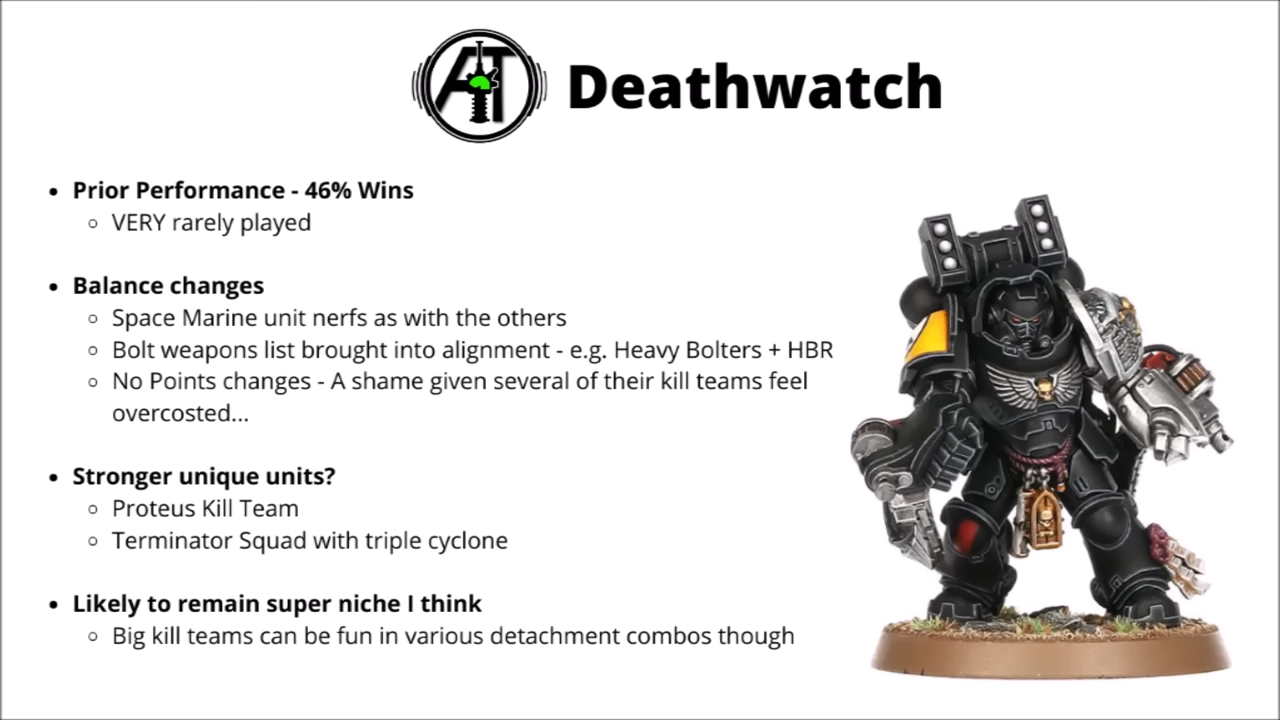 AT
Deathwatch
• Prior Performance - 46% Wins
○ VERY rarely played
• Balance changes
○ Space Marine unit nerfs as with the others
○ Bolt weapons list brought into alignment - e.g. Heavy Bolters + HBR
○ No Points changes - A shame given several of their kill teams feel
overcosted...
• Stronger unique units?
○ Proteus Kill Team
○ Terminator Squad with triple cyclone
• Likely to remain super niche I think
○ Big kill teams can be fun in various detachment combos though